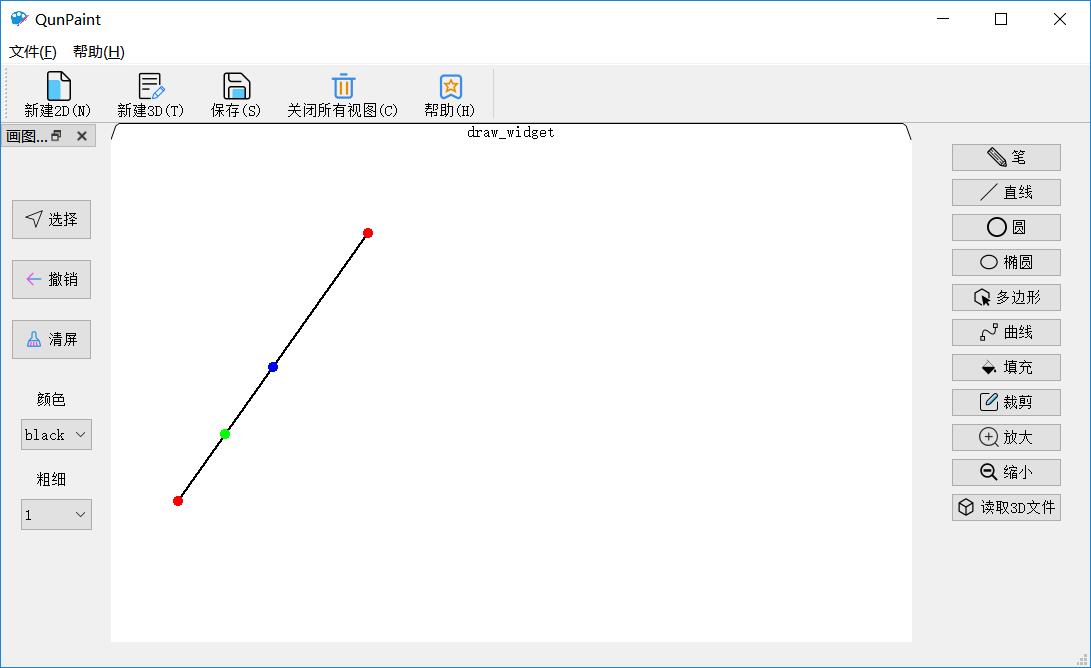 QunPaint
文件(F) 帮助(H)
新建2D(N) 新建3D(T) 保存(S) 关闭所有视图(C) 帮助(H)
画图...
draw_widget
选择
撤销
清屏
颜色
black
粗细
1
笔
直线
圆
椭圆
多边形
曲线
填充
裁剪
放大
缩小
读取3D文件